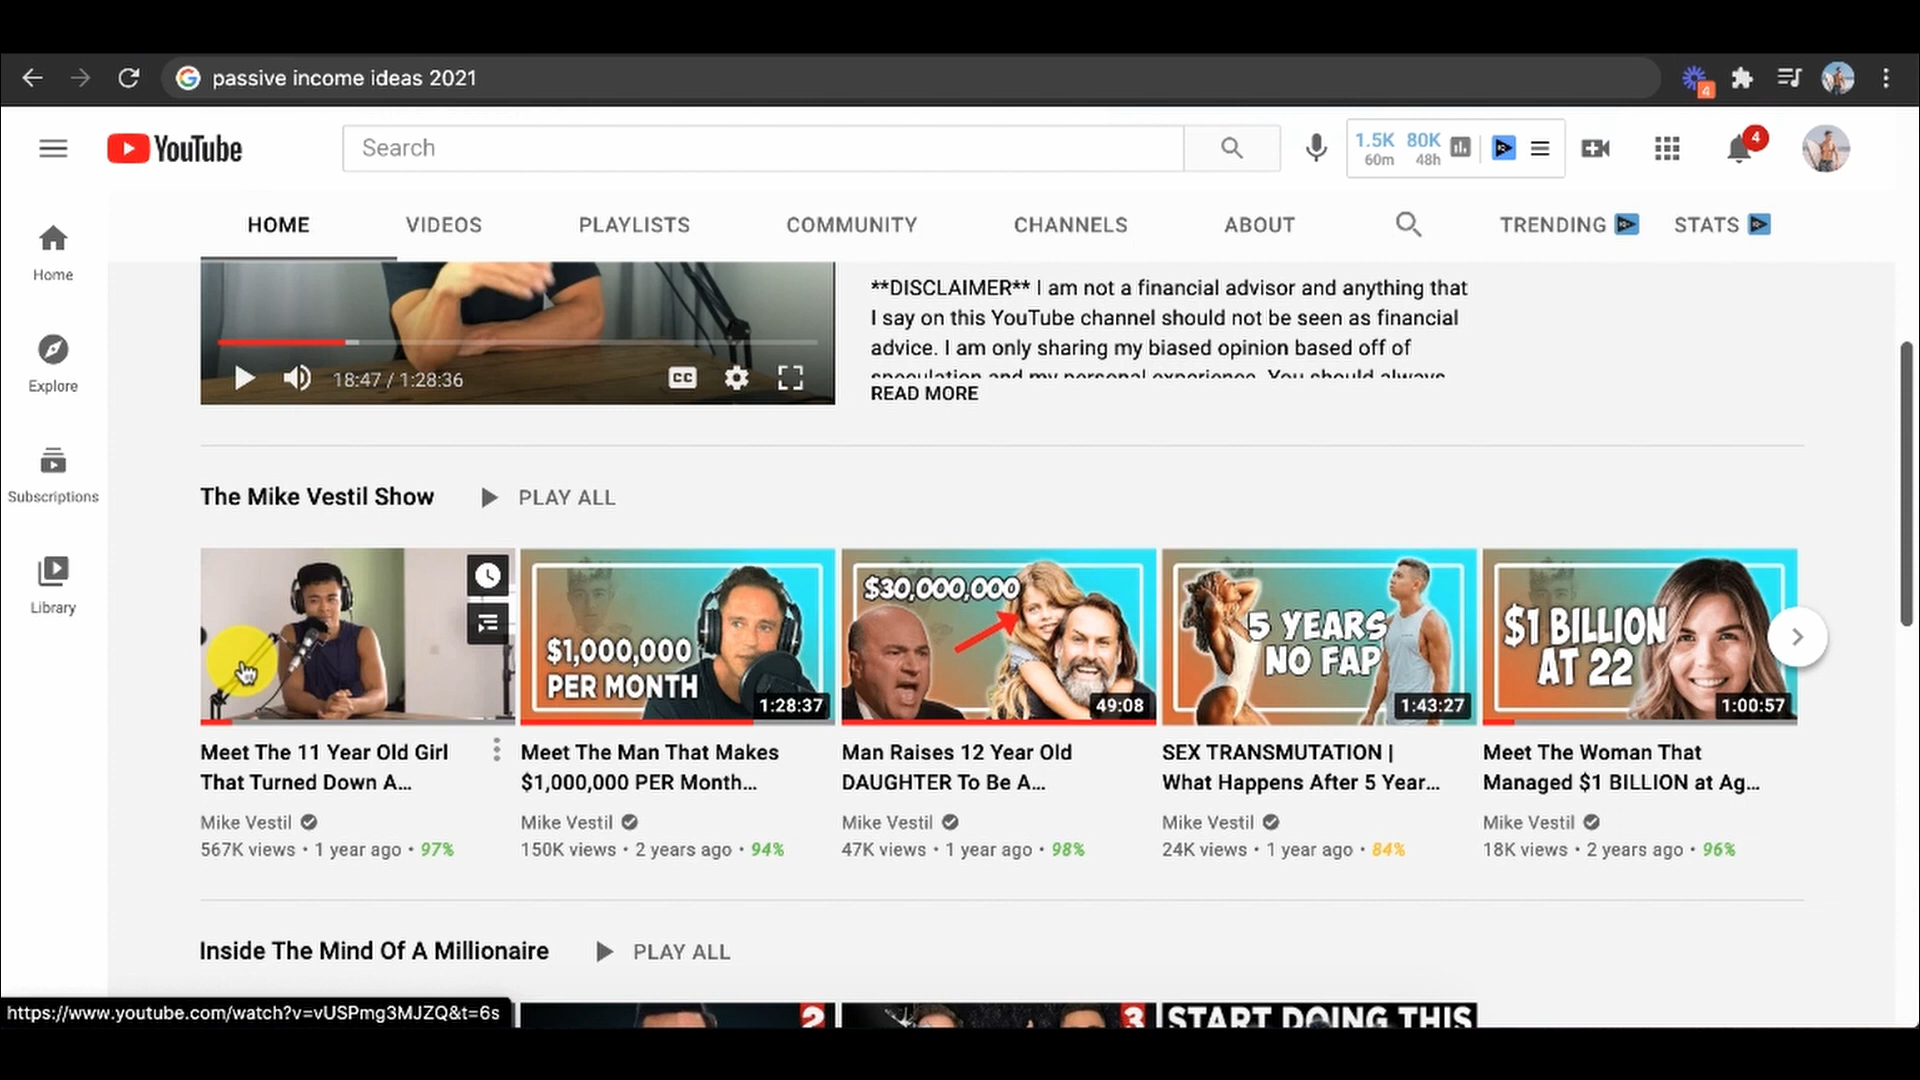 passive income ideas 2021
4
YouTube
Search
1.5K 80K
60m 48h
4
HOME VIDEOS PLAYLISTS COMMUNITY CHANNELS ABOUT TRENDING STATS
Home
Explore
Subscriptions
Library
18:47 / 1:28:36
CC
**DISCLAIMER** I am not a financial advisor and anything that
I say on this YouTube channel should not be seen as financial
advice. I am only sharing my biased opinion based off of
speculation and my personal experience. You should always
READ MORE
The Mike Vestil Show PLAY ALL
$1,000,000
PER MONTH
1:28:37
$30,000,000
49:08
5 YEARS
NO FAP
1:43:27
$1 BILLION
AT 22
1:00:57
Meet The 11 Year Old Girl
That Turned Down A...
Mike Vestil
567K views • 1 year ago • 97%
Meet The Man That Makes
$1,000,000 PER Month...
Mike Vestil
150K views • 2 years ago • 94%
Man Raises 12 Year Old
DAUGHTER To Be A...
Mike Vestil
47K views • 1 year ago • 98%
SEX TRANSMUTATION |
What Happens After 5 Year...
Mike Vestil
24K views • 1 year ago • 84%
Meet The Woman That
Managed $1 BILLION at Ag...
Mike Vestil
18K views • 2 years ago • 96%
Inside The Mind Of A Millionaire PLAY ALL
2
3
START DOING THIS
https://www.youtube.com/watch?v=vUSPmg3MJZQ&t=6s